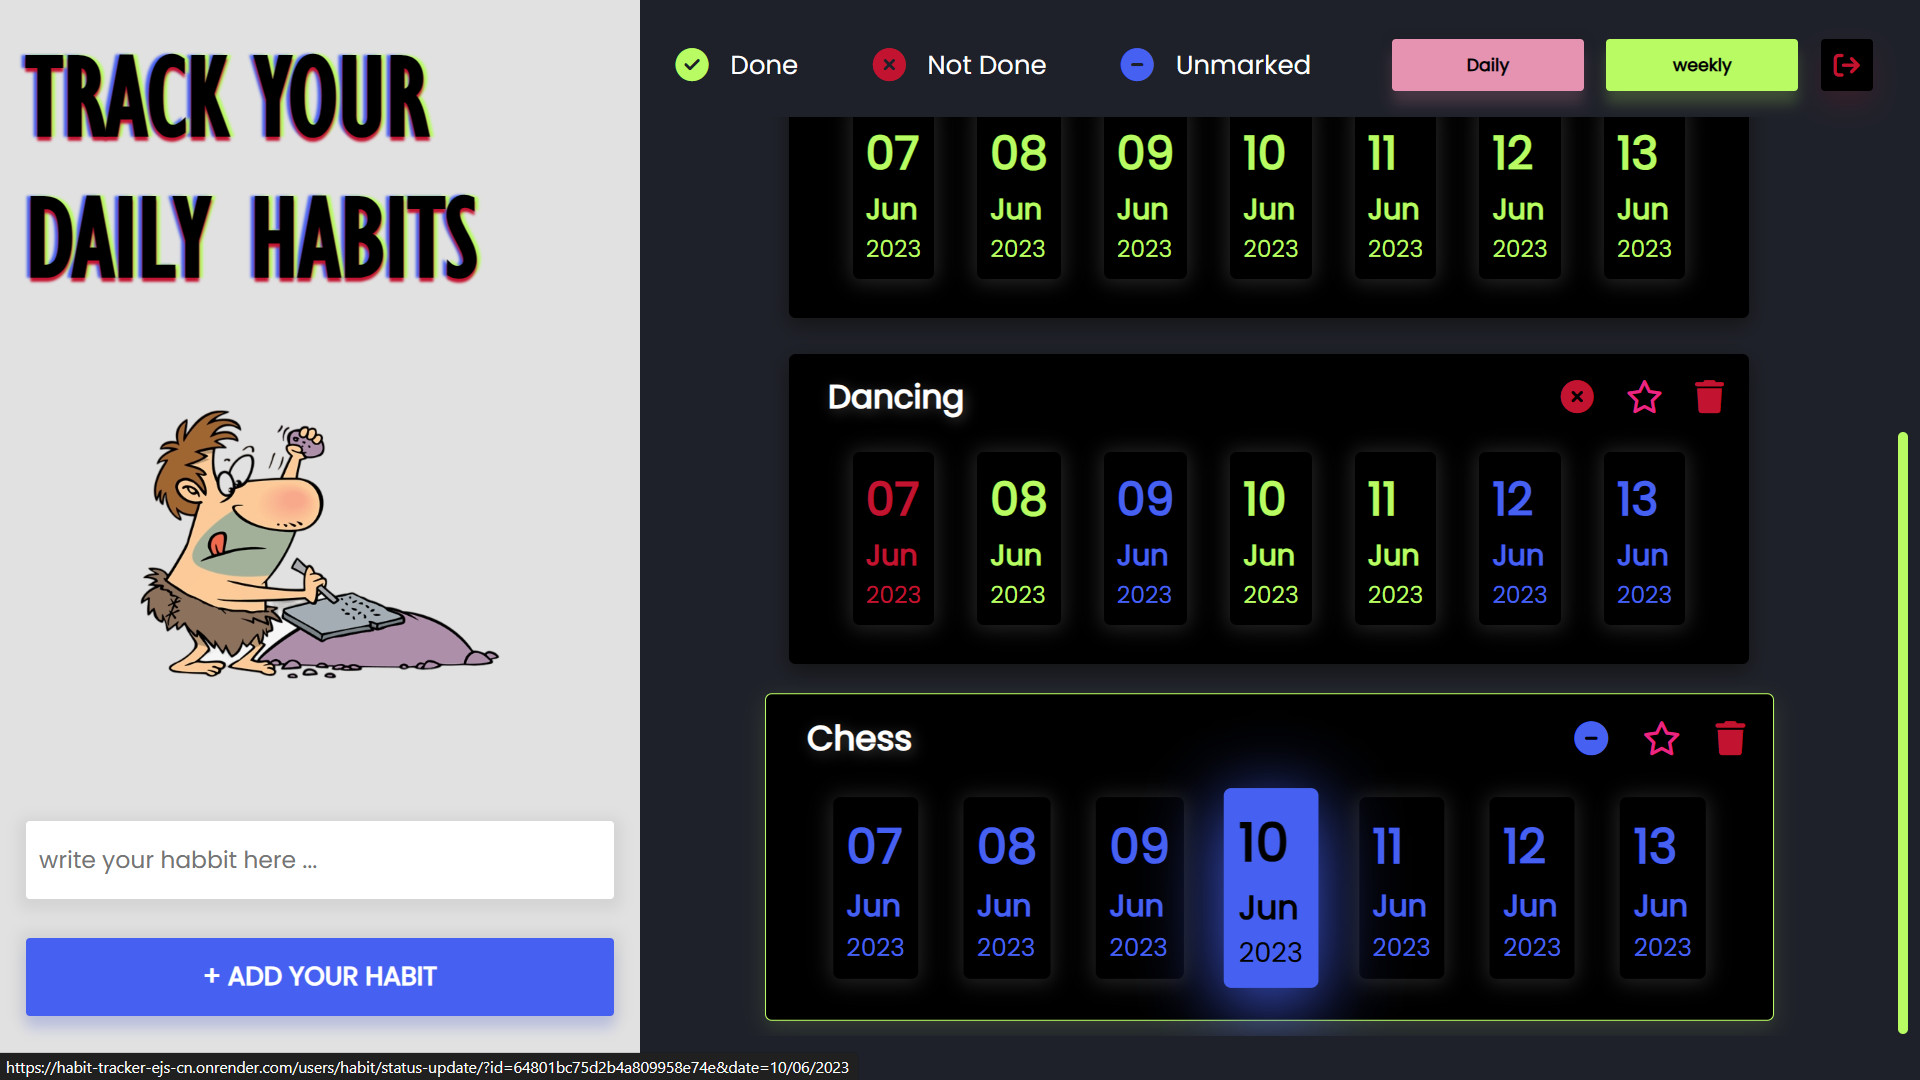 TRACK YOUR
DAILY HABITS
write your habbit here ...
+ ADD YOUR HABIT
Done Not Done Unmarked Daily weekly
07 08 09 10 11 12 13
Jun Jun Jun Jun Jun Jun Jun
2023 2023 2023 2023 2023 2023 2023
Dancing
07 08 09 10 11 12 13
Jun Jun Jun Jun Jun Jun Jun
2023 2023 2023 2023 2023 2023 2023
Chess
07 08 09 10 11 12 13
Jun Jun Jun Jun Jun Jun Jun
2023 2023 2023 2023 2023 2023 2023
https://habit-tracker-ejs-cn.onrender.com/users/habit/status-update/?id=64801bc75d2b4a809958e74e&date=10/06/2023